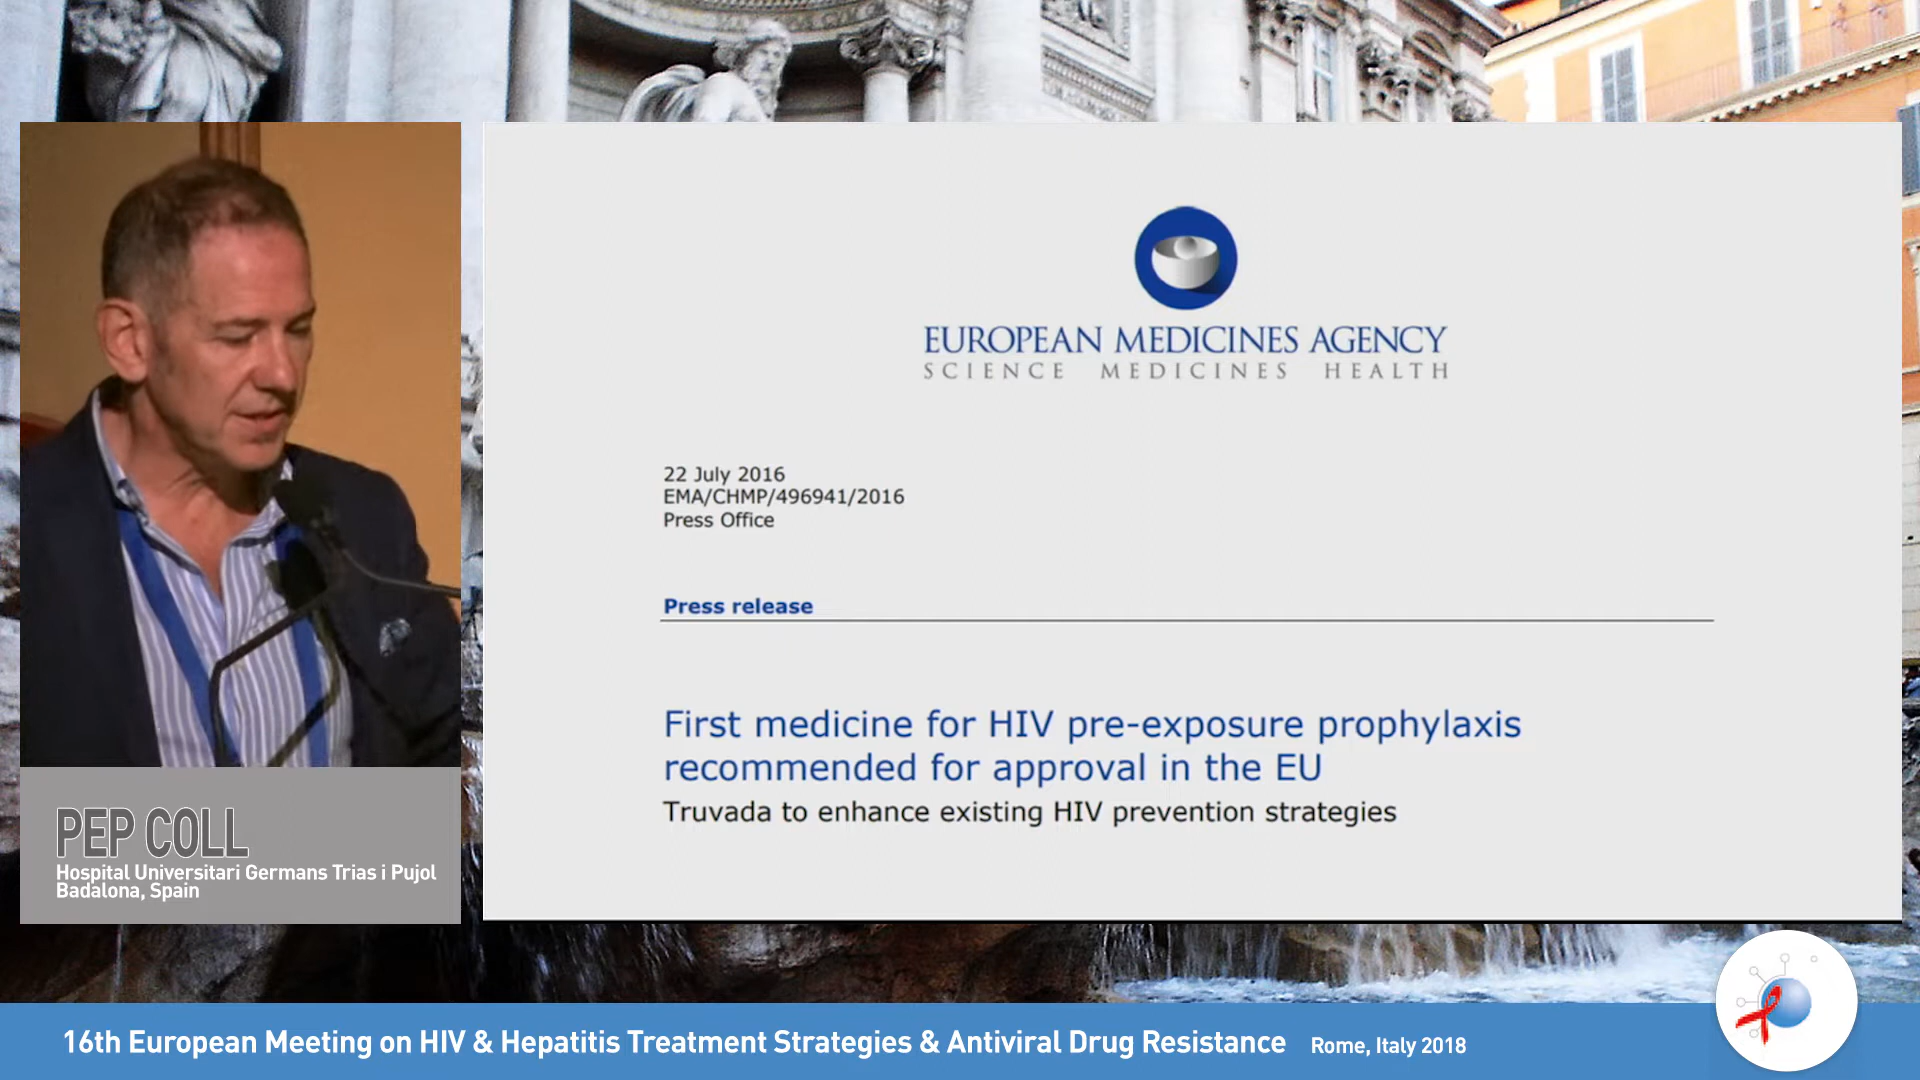 EUROPEAN MEDICINES AGENCY
SCIENCE MEDICINES HEALTH
22 July 2016
EMA/CHMP/496941/2016
Press Office
Press release
First medicine for HIV pre-exposure prophylaxis
recommended for approval in the EU
Truvada to enhance existing HIV prevention strategies
PEP COLL
Hospital Universitari Germans Trias i Pujol
Badalona, Spain
16th European Meeting on HIV & Hepatitis Treatment Strategies & Antiviral Drug Resistance Rome, Italy 2018